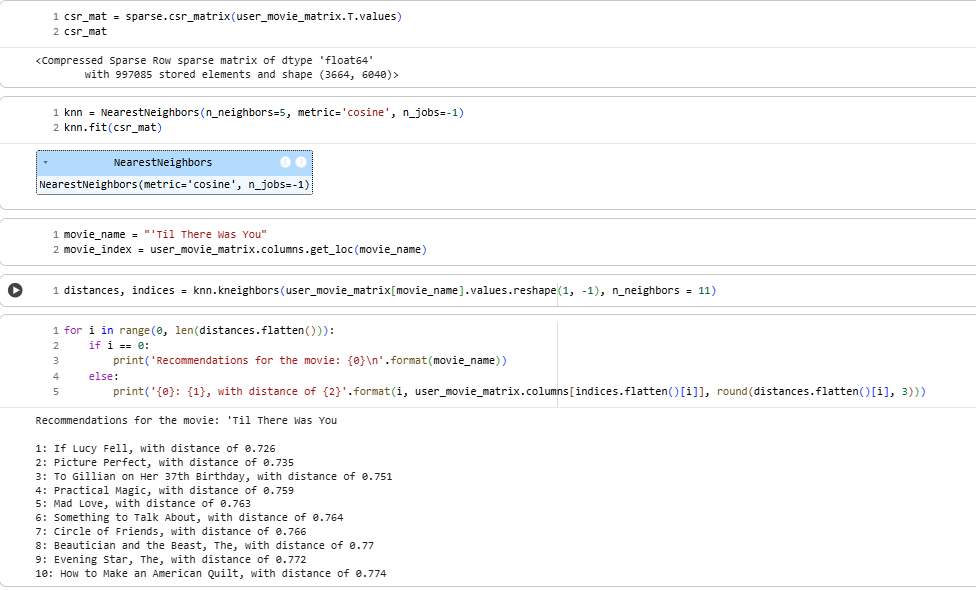 1 csr_mat = sparse.csr_matrix(user_movie_matrix.T.values)
2 csr_mat
<Compressed Sparse Row sparse matrix of dtype 'float64'
with 997085 stored elements and shape (3664, 6040)>
1 knn = NearestNeighbors(n_neighbors=5, metric='cosine', n_jobs=-1)
2 knn.fit(csr_mat)
NearestNeighbors
NearestNeighbors(metric='cosine', n_jobs=-1)
1 movie_name = "'Til There Was You"
2 movie_index = user_movie_matrix.columns.get_loc(movie_name)
1 distances, indices = knn.kneighbors(user_movie_matrix[movie_name].values.reshape(1, -1), n_neighbors = 11)
1 for i in range(0, len(distances.flatten())):
2 if i == 0:
3 print('Recommendations for the movie: {0}\n'.format(movie_name))
4 else:
5 print('{0}: {1}, with distance of {2}'.format(i, user_movie_matrix.columns[indices.flatten()[i]], round(distances.flatten()[i], 3)))
Recommendations for the movie: 'Til There Was You
1: If Lucy Fell, with distance of 0.726
2: Picture Perfect, with distance of 0.735
3: To Gillian on Her 37th Birthday, with distance of 0.751
4: Practical Magic, with distance of 0.759
5: Mad Love, with distance of 0.763
6: Something to Talk About, with distance of 0.764
7: Circle of Friends, with distance of 0.766
8: Beautician and the Beast, The, with distance of 0.77
9: Evening Star, The, with distance of 0.772
10: How to Make an American Quilt, with distance of 0.774